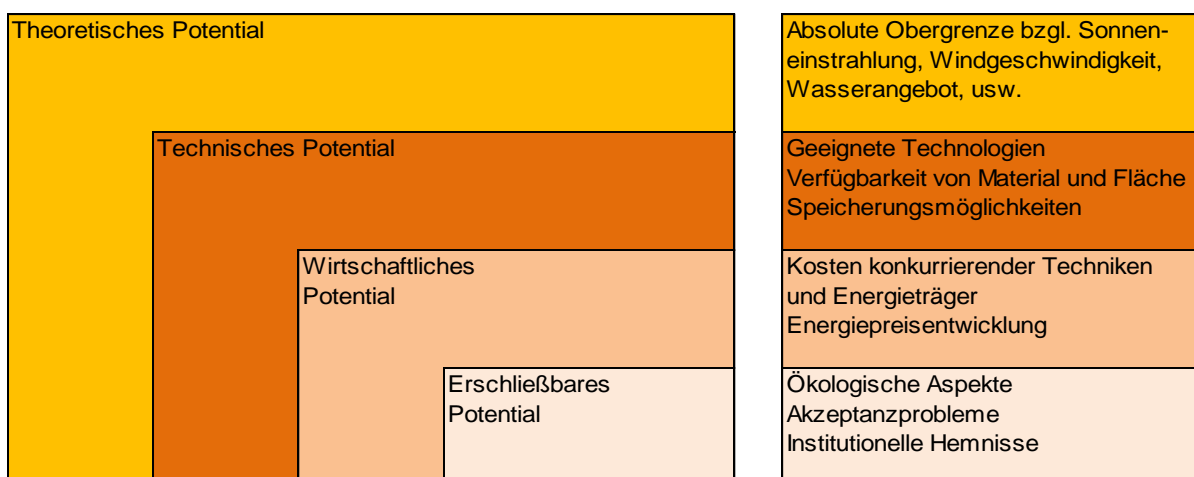 Theoretisches Potential
Absolute Obergrenze bzgl. Sonnen-
einstrahlung, Windgeschwindigkeit,
Wasserangebot, usw.
Technisches Potential
Geeignete Technologien
Verfügbarkeit von Material und Fläche
Speicherungsmöglichkeiten
Wirtschaftliches
Potential
Kosten konkurrierender Techniken
und Energieträger
Energiepreisentwicklung
Erschließbares
Potential
Ökologische Aspekte
Akzeptanzprobleme
Institutionelle Hemnisse